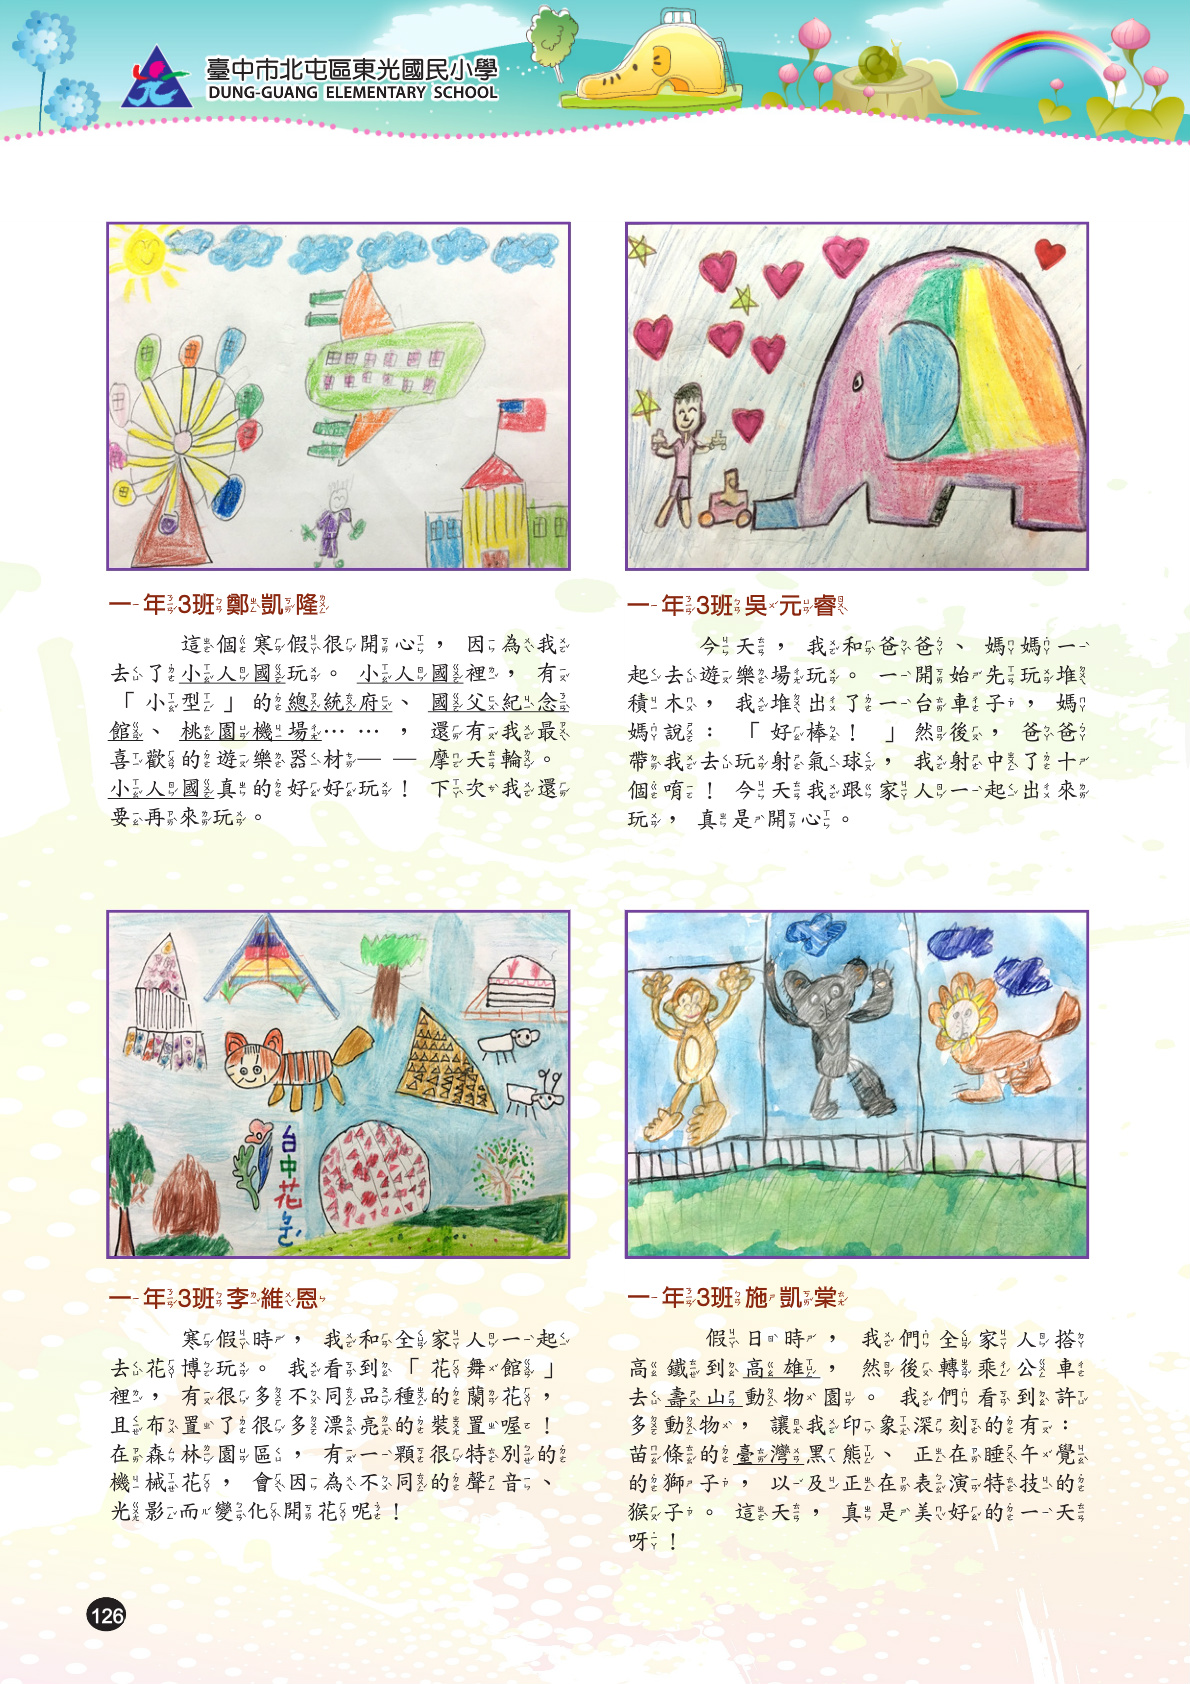 臺中市北屯區東光國民小學
DUNG-GUANG ELEMENTARY SCHOOL
一年3班鄭凱隆
這個寒假很開心，因為我
去了小人國玩。小人國裡，有
「小型」的總統府、國父紀念
館、桃園機場……，還有我最
喜歡的遊樂器材——摩天輪。
小人國真的好好玩！下次我還
要再來玩。
一年3班吳元睿
今天，我和爸爸、媽媽一
起去遊樂場玩。一開始先玩堆
積木，我堆出了一台車子，媽
媽說：「好棒！」然後，爸爸
帶我去玩射氣球，我射中了十
個唷！今天我跟家人一起出來
玩，真是開心。
台中花
一年3班李維恩
寒假時，我和全家人一起
去花博玩。我看到「花舞館」
裡，有很多不同品種的蘭花，
且布置了很多漂亮的裝置喔！
在森林園區，有一顆很特別的
機械花，會因為不同的聲音、
光影而變化開花呢！
一年3班施凱棠
假日時，我們全家人搭
高鐵到高雄，然後轉乘公車
去壽山動物園。我們看到許
多動物，讓我印象深刻的有：
苗條的臺灣黑熊、正在睡午覺
的獅子，以及正在表演特技的
猴子。這天，真是美好的一天
呀！
126